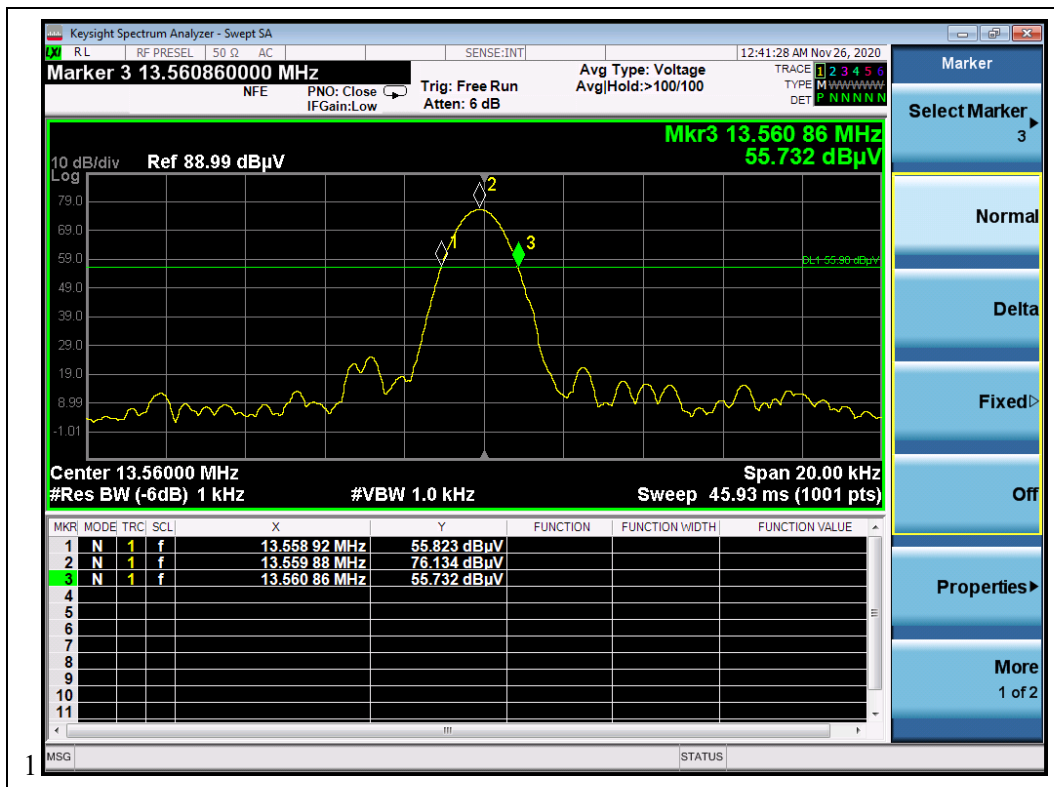 Keysight Spectrum Analyzer - Swept SA
LXI RL RF PRESEL 50 Ω AC SENSE:INT 12:41:28 AM Nov 26, 2020
Marker 3 13.560860000 MHz
NFE PNO: Close IFGain:Low
Trig: Free Run
Atten: 6 dB
Avg Type: Voltage
Avg|Hold:>100/100
TRACE 1 2 3 4 5 6
TYPE M W W W W W
DET P N N N N N
Mkr3 13.560 86 MHz
55.732 dBµV
10 dB/div Ref 88.99 dBµV
Log
79.0
69.0
59.0
49.0
39.0
29.0
19.0
8.99
-1.01
1
2
3
DL1 55.90 dBµV
Center 13.56000 MHz Span 20.00 kHz
#Res BW (-6dB) 1 kHz #VBW 1.0 kHz Sweep 45.93 ms (1001 pts)
MKR MODE TRC SCL X Y FUNCTION FUNCTION WIDTH FUNCTION VALUE
1 N 1 f 13.558 92 MHz 55.823 dBµV
2 N 1 f 13.559 88 MHz 76.134 dBµV
3 N 1 f 13.560 86 MHz 55.732 dBµV
4
5
6
7
8
9
10
11
MSG STATUS
Marker
Select Marker
3
Normal
Delta
Fixed
Off
Properties
More
1 of 2
1